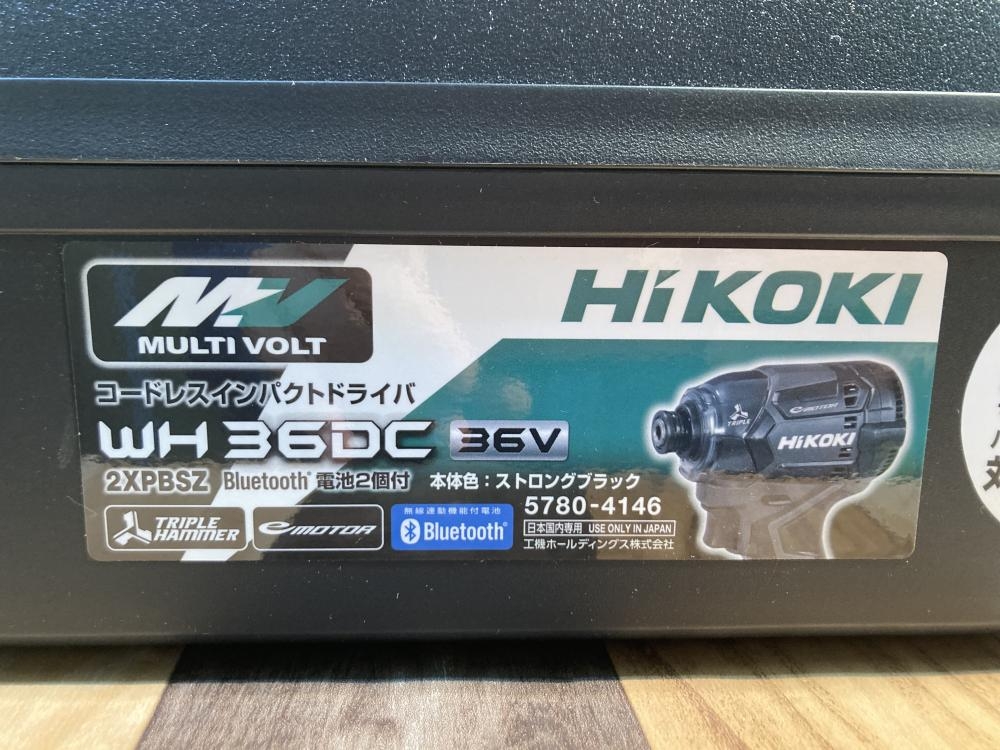 MV
MULTI VOLT
HiKOKI
コードレスインパクトドライバ
WH 36DC 36V
2XPBSZ Bluetooth® 電池2個付 本体色：ストロングブラック
5780-4146
TRIPLE HAMMER
e MOTOR
無線連動機能付電池
Bluetooth®
日本国内専用 USE ONLY IN JAPAN
工機ホールディングス株式会社
TRIPLE
e MOTOR
HiKOKI
対